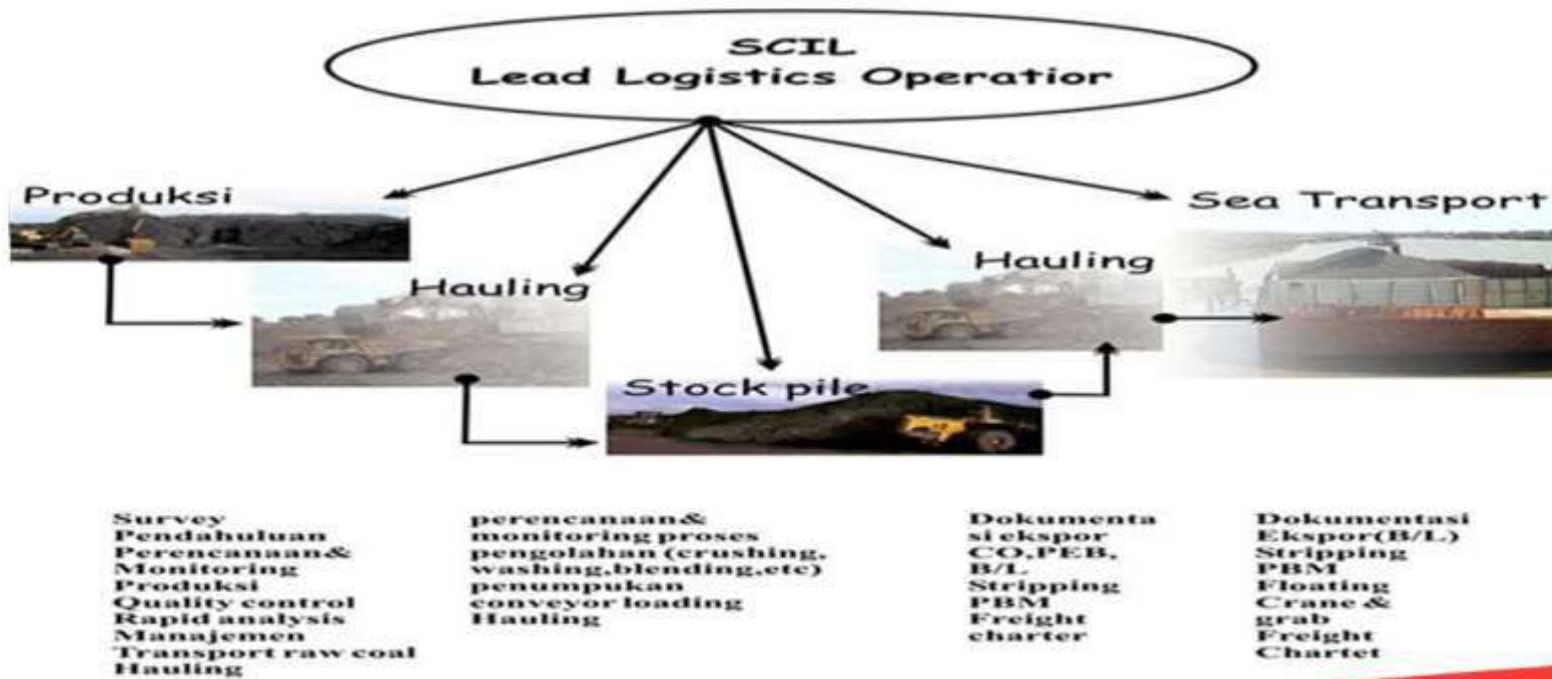 SCIL
Lead Logistics Operatior
Produksi
Hauling
Stock pile
Hauling
Sea Transport
Survey
Pendahuluan
Perencanaan&
Monitoring
Produksi
Quality control
Rapid analysis
Manajemen
Transport raw coal
Hauling
perencanaan&
monitoring proses
pengolahan (crushing,
washing,blending,etc)
penumpukan
conveyor loading
Hauling
Dokumenta
si ekspor
CO,PEB,
B/L
Stripping
PBM
Freight
charter
Dokumentasi
Ekspor(B/L)
Stripping
PBM
Floating
Crane &
grab
Freight
Chartet